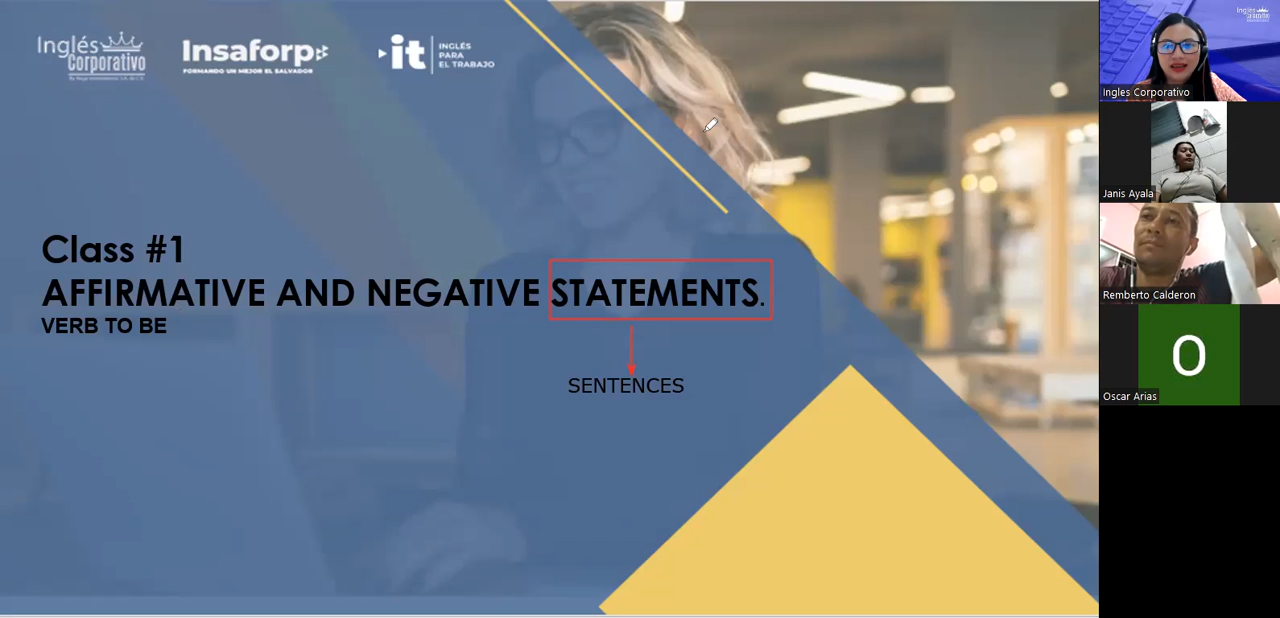 Inglés
Corporativo
Insaforp
FORMANDO UN MEJOR EL SALVADOR
it
INGLÉS
PARA
EL TRABAJO
Class #1
AFFIRMATIVE AND NEGATIVE STATEMENTS.
VERB TO BE
SENTENCES
Inglés
Ingles Corporativo
Janis Ayala
Remberto Calderon
O
Oscar Arias